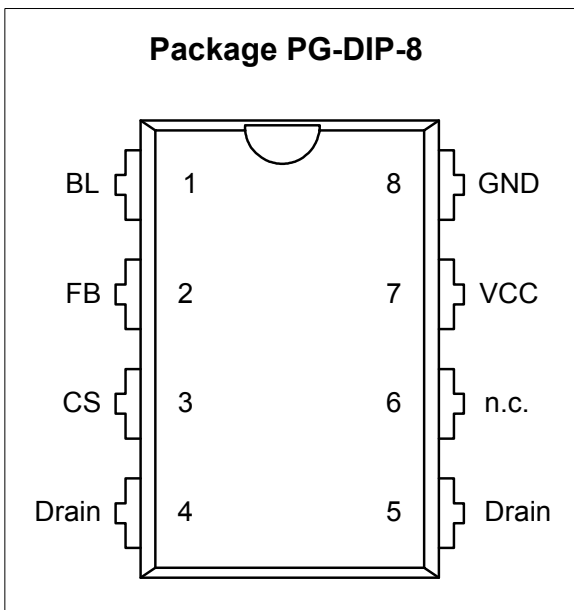 Package PG-DIP-8
BL 1 8 GND
FB 2 7 VCC
CS 3 6 n.c.
Drain 4 5 Drain